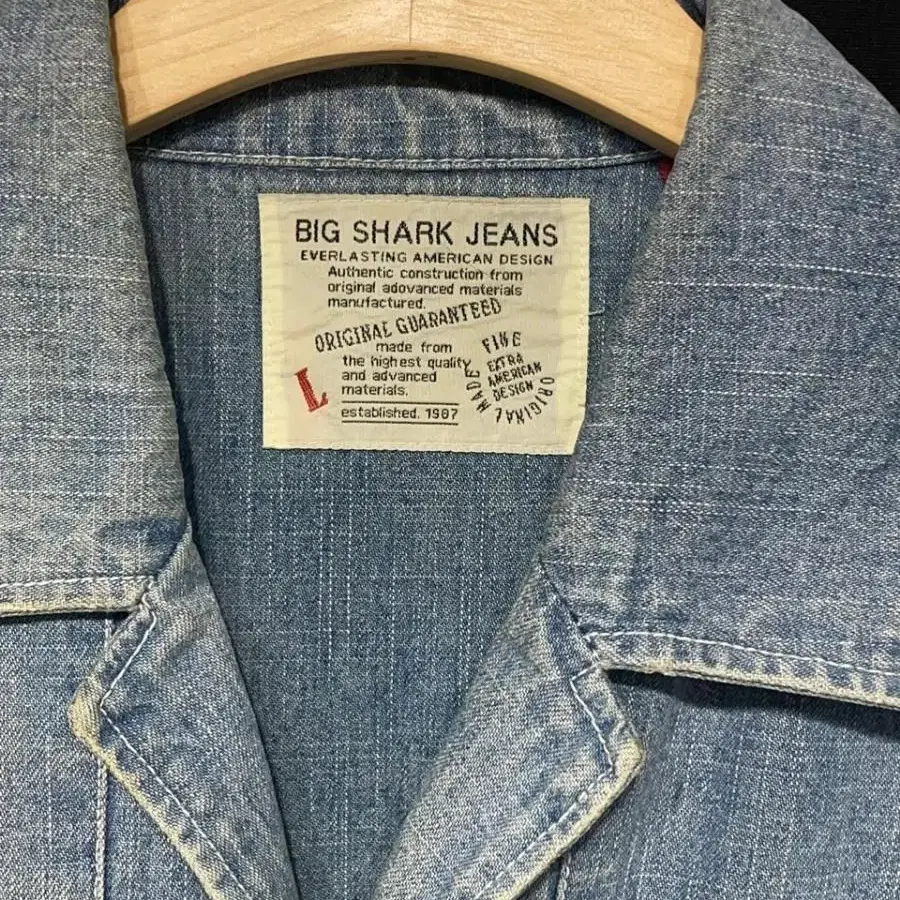 BIG SHARK JEANS
EVERLASTING AMERICAN DESIGN
Authentic construction from
original adovanced materials
manufactured.
ORIGINAL GUARANTEED
made from
the highest quality
and advanced
materials.
L
established. 1987
FINE
EXTRA
AMERICAN
DESIGN
ORIGINAL
MADE